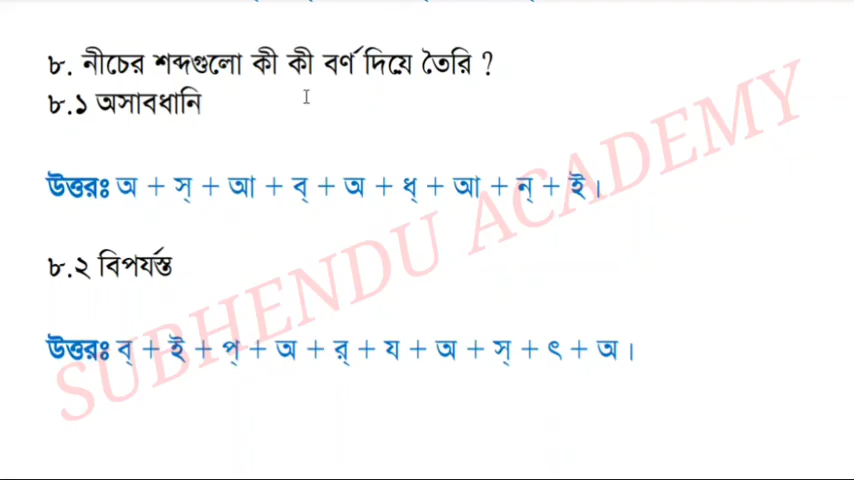 ৮. নীচের শব্দগুলো কী কী বর্ণ দিয়ে তৈরি ?
৮.১ অসাবধানি
উত্তরঃ অ + স্ + আ + ব্ + অ + ধ্ + আ + ন্ + ই।
৮.২ বিপর্যস্ত
উত্তরঃ ব্ + ই + প্ + অ + র্ + য + অ + স্ + ৎ + অ।
SUBHENDU ACADEMY